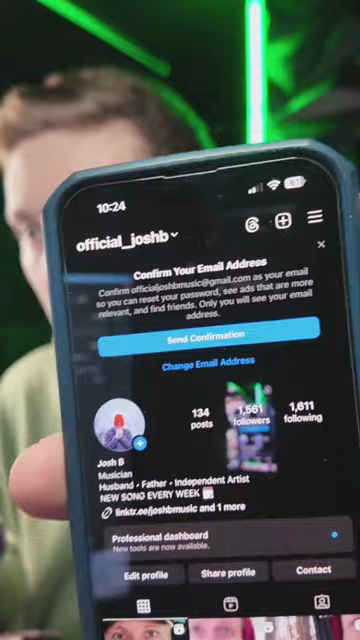 10:24
81
official_joshb
Confirm Your Email Address
Confirm officialjoshbmusic@gmail.com as your email
so you can reset your password, see ads that are more
relevant, and find friends. Only you will see your email
address.
Send Confirmation
Change Email Address
134
posts
1,561
followers
1,611
following
Josh B
Musician
Husband • Father • Independent Artist
NEW SONG EVERY WEEK
linktr.ee/joshbmusic and 1 more
Professional dashboard
New tools are now available.
Edit profile
Share profile
Contact